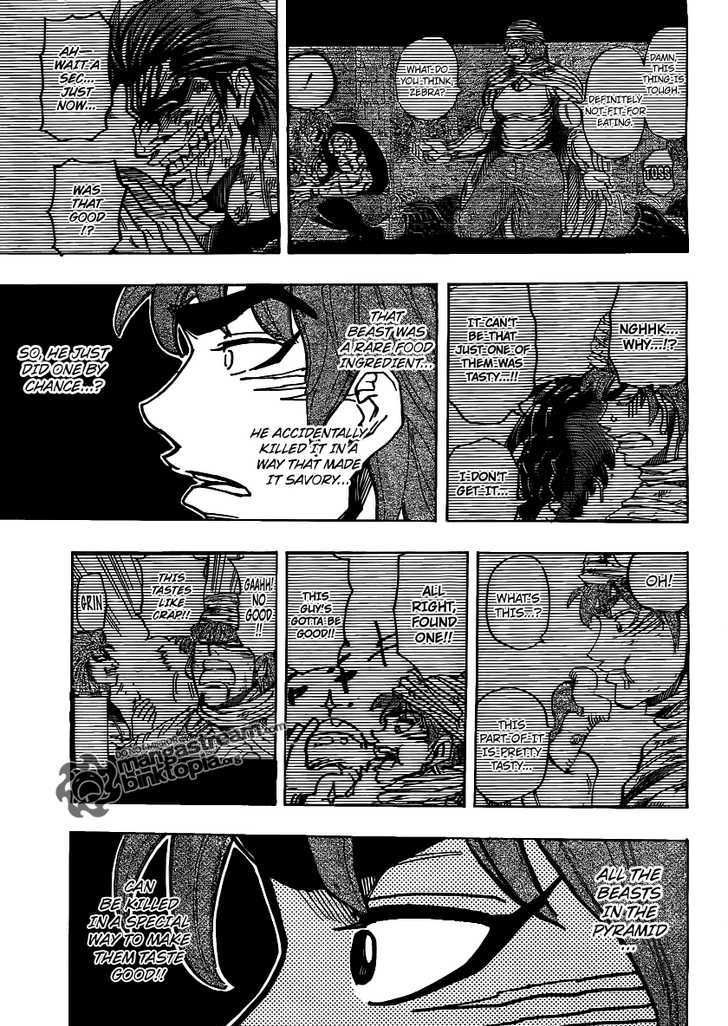 DAMN.
THIS
THING IS
TOUGH.
DEFINITELY
NOT FIT FOR
EATING.
TOSS
WHAT DO
YOU THINK,
ZEBRA?
!
AH—
WAIT A
SEC...
JUST
NOW...
WAS
THAT
GOOD
!?
NGHHK...
WHY...!?
IT CAN'T
BE THAT
JUST ONE OF
THEM WAS
TASTY...!!
I DON'T
GET IT...
THAT
BEAST WAS
A RARE FOOD
INGREDIENT...
HE ACCIDENTALLY
KILLED IT IN A
WAY THAT MADE
IT SAVORY...
SO, HE JUST
DID ONE BY
CHANCE...?
OH!
WHAT'S
THIS...?
THIS
PART OF IT
IS PRETTY
TASTY...
ALL
RIGHT,
FOUND
ONE!!
THIS
GUY'S
GOTTA BE
GOOD!!
GAAHH!
NO
GOOD
!!
THIS
TASTES
LIKE
CRAP!!
GRIN
mangastream.com
binktopia.org
ALL THE
BEASTS
IN THE
PYRAMID
...
CAN
BE KILLED
IN A SPECIAL
WAY TO MAKE
THEM TASTE
GOOD!!